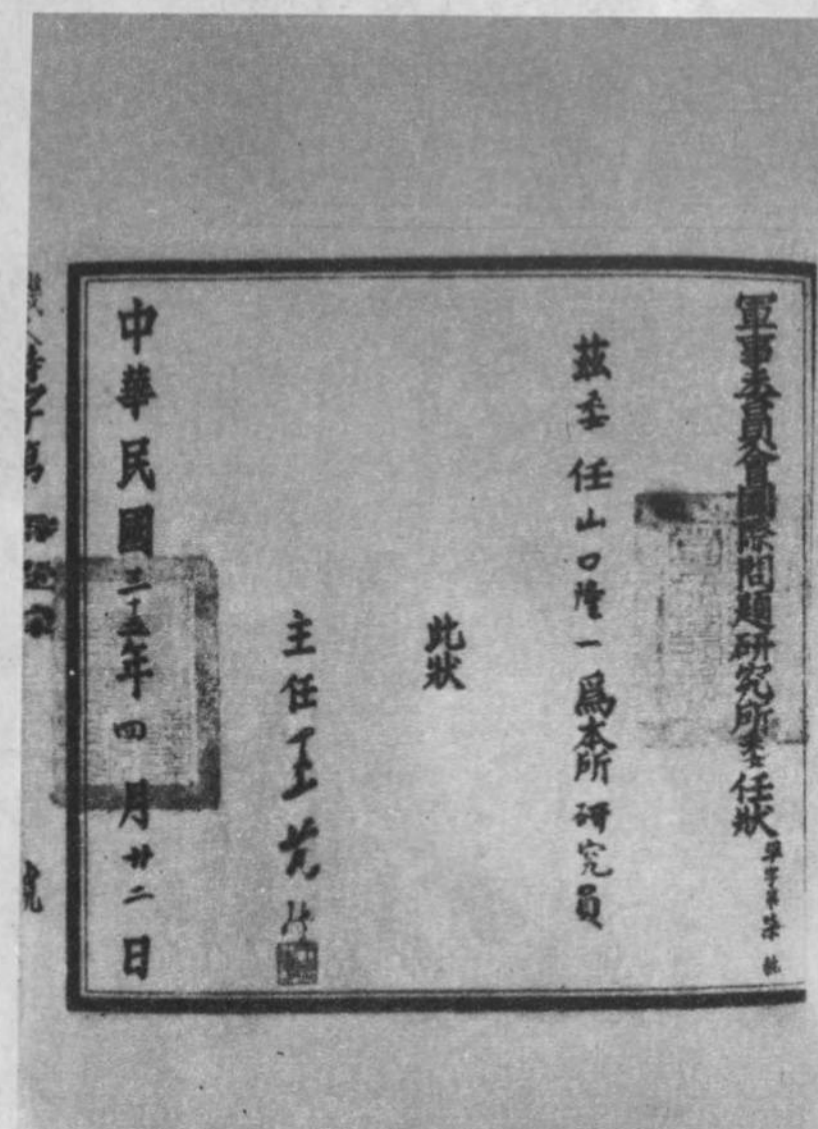 軍事委員會國際問題研究所委任狀
茲委任山口隆一爲本所研究員
此狀
主任王芃生
中華民國三十五年四月廿二日